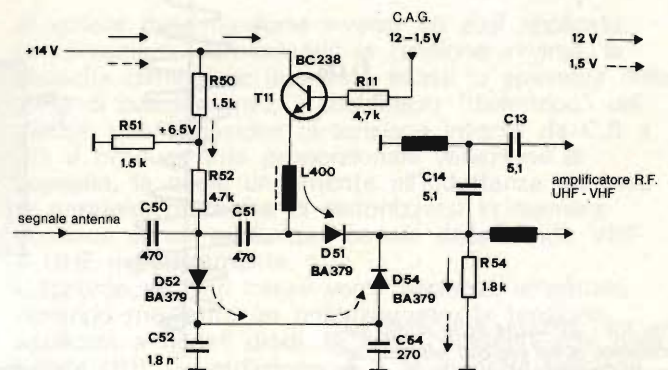 C.A.G.
12-1,5 V
+14 V
BC238
T11
R11
4,7k
12 V
1,5 V
R50
1.5k
R51
+6,5V
1,5k
R52
4.7k
L400
C13
5,1
C14
5,1
amplificatore R.F.
UHF - VHF
segnale antenna
C50
470
C51
470
D51
BA379
D52
BA379
D54
BA379
R54
1.8k
C52
1.8 n
C54
270